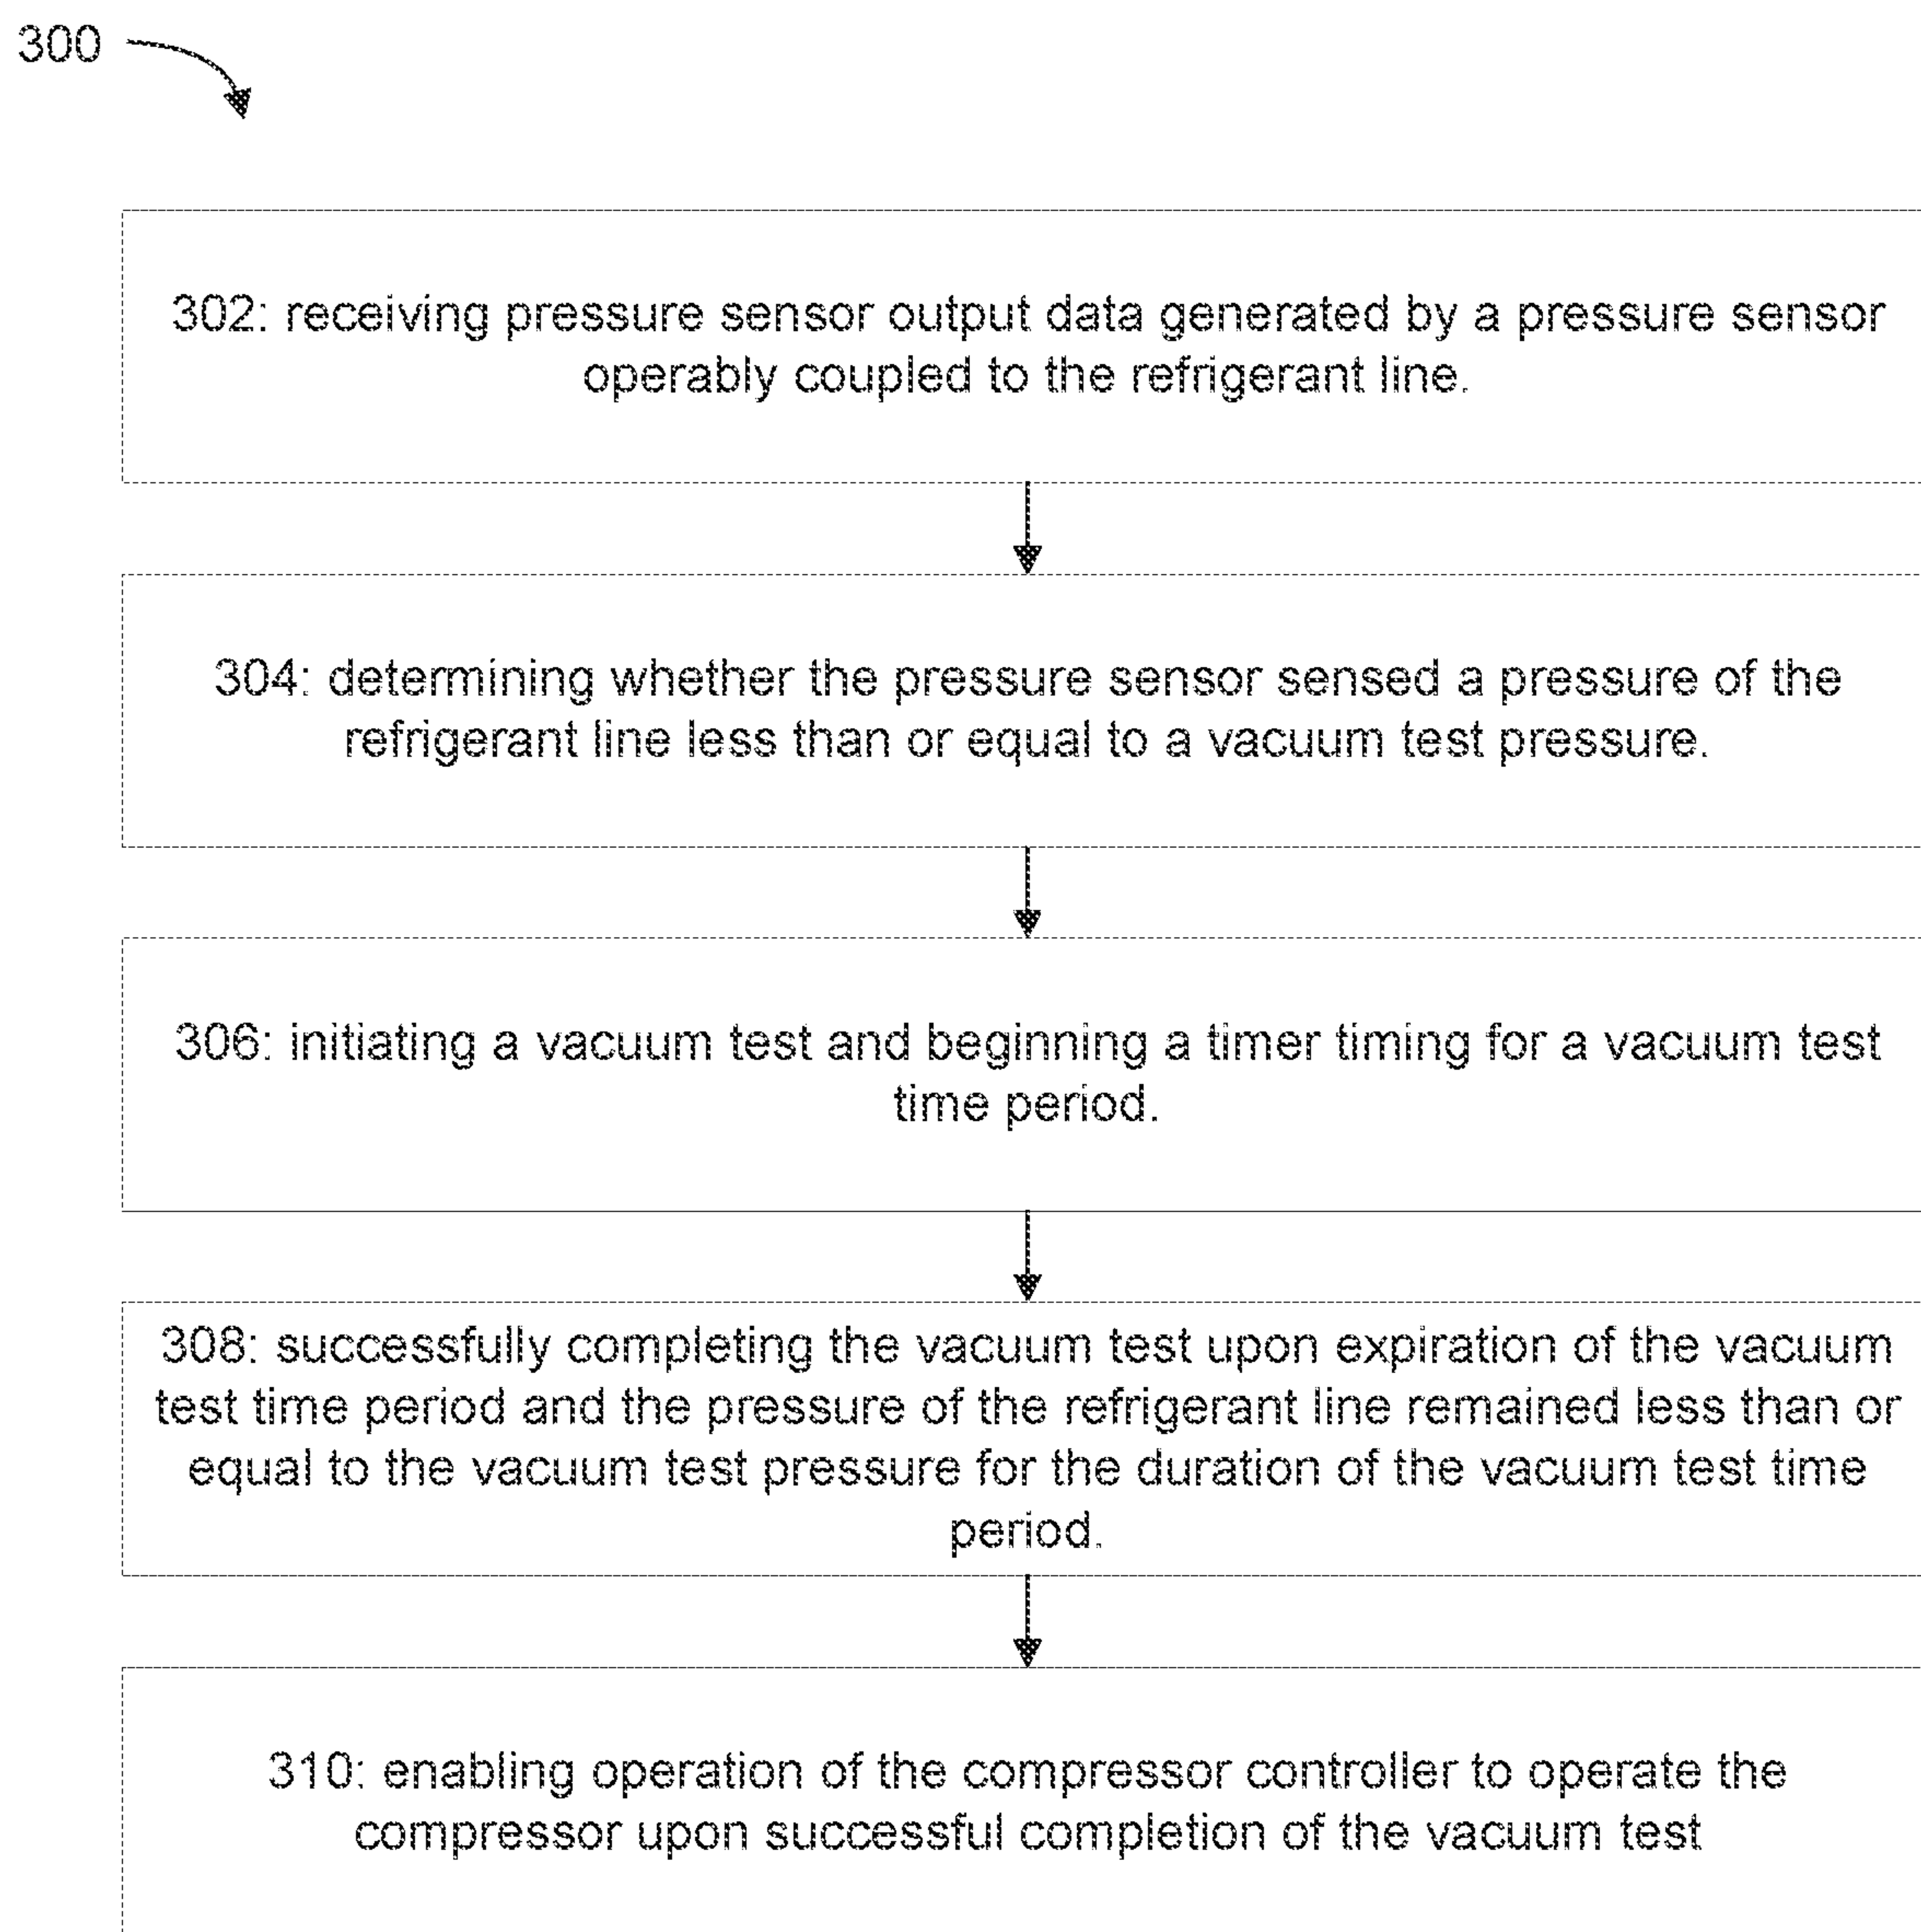 300
302: receiving pressure sensor output data generated by a pressure sensor
operably coupled to the refrigerant line.
304: determining whether the pressure sensor sensed a pressure of the
refrigerant line less than or equal to a vacuum test pressure.
306: initiating a vacuum test and beginning a timer timing for a vacuum test
time period.
308: successfully completing the vacuum test upon expiration of the vacuum
test time period and the pressure of the refrigerant line remained less than or
equal to the vacuum test pressure for the duration of the vacuum test time
period.
310: enabling operation of the compressor controller to operate the
compressor upon successful completion of the vacuum test